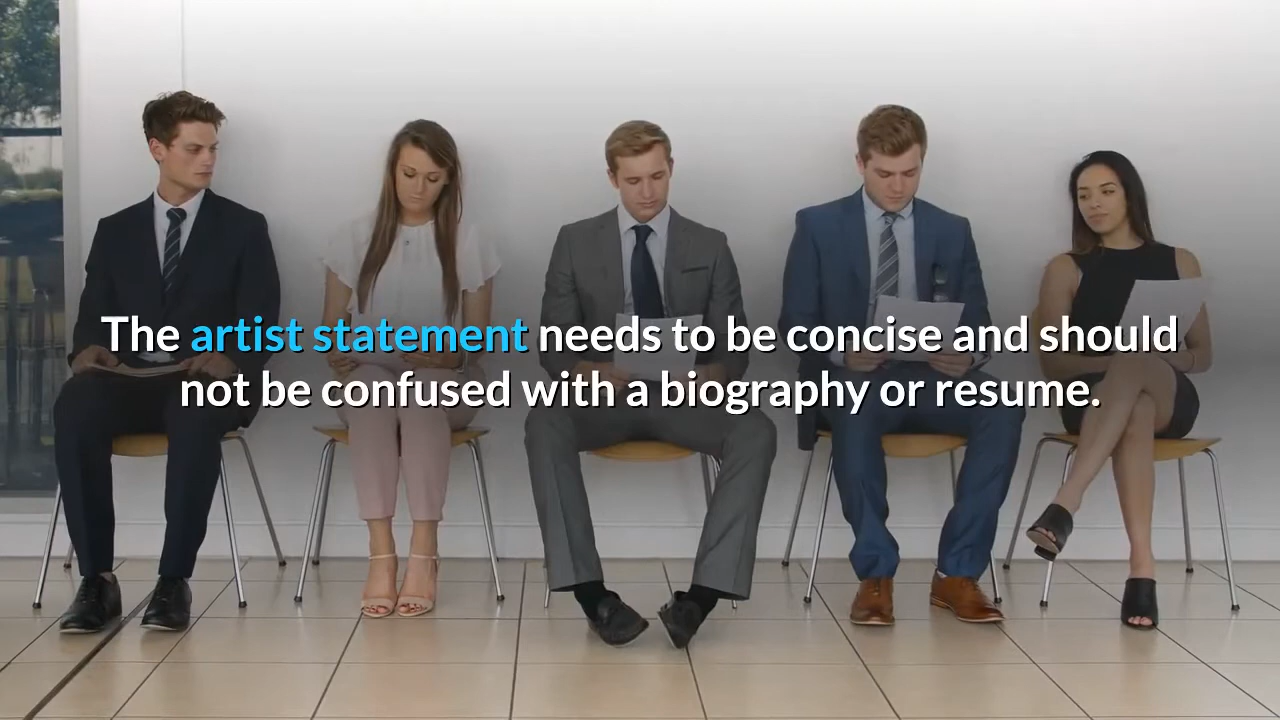 The artist statement needs to be concise and should
not be confused with a biography or resume.